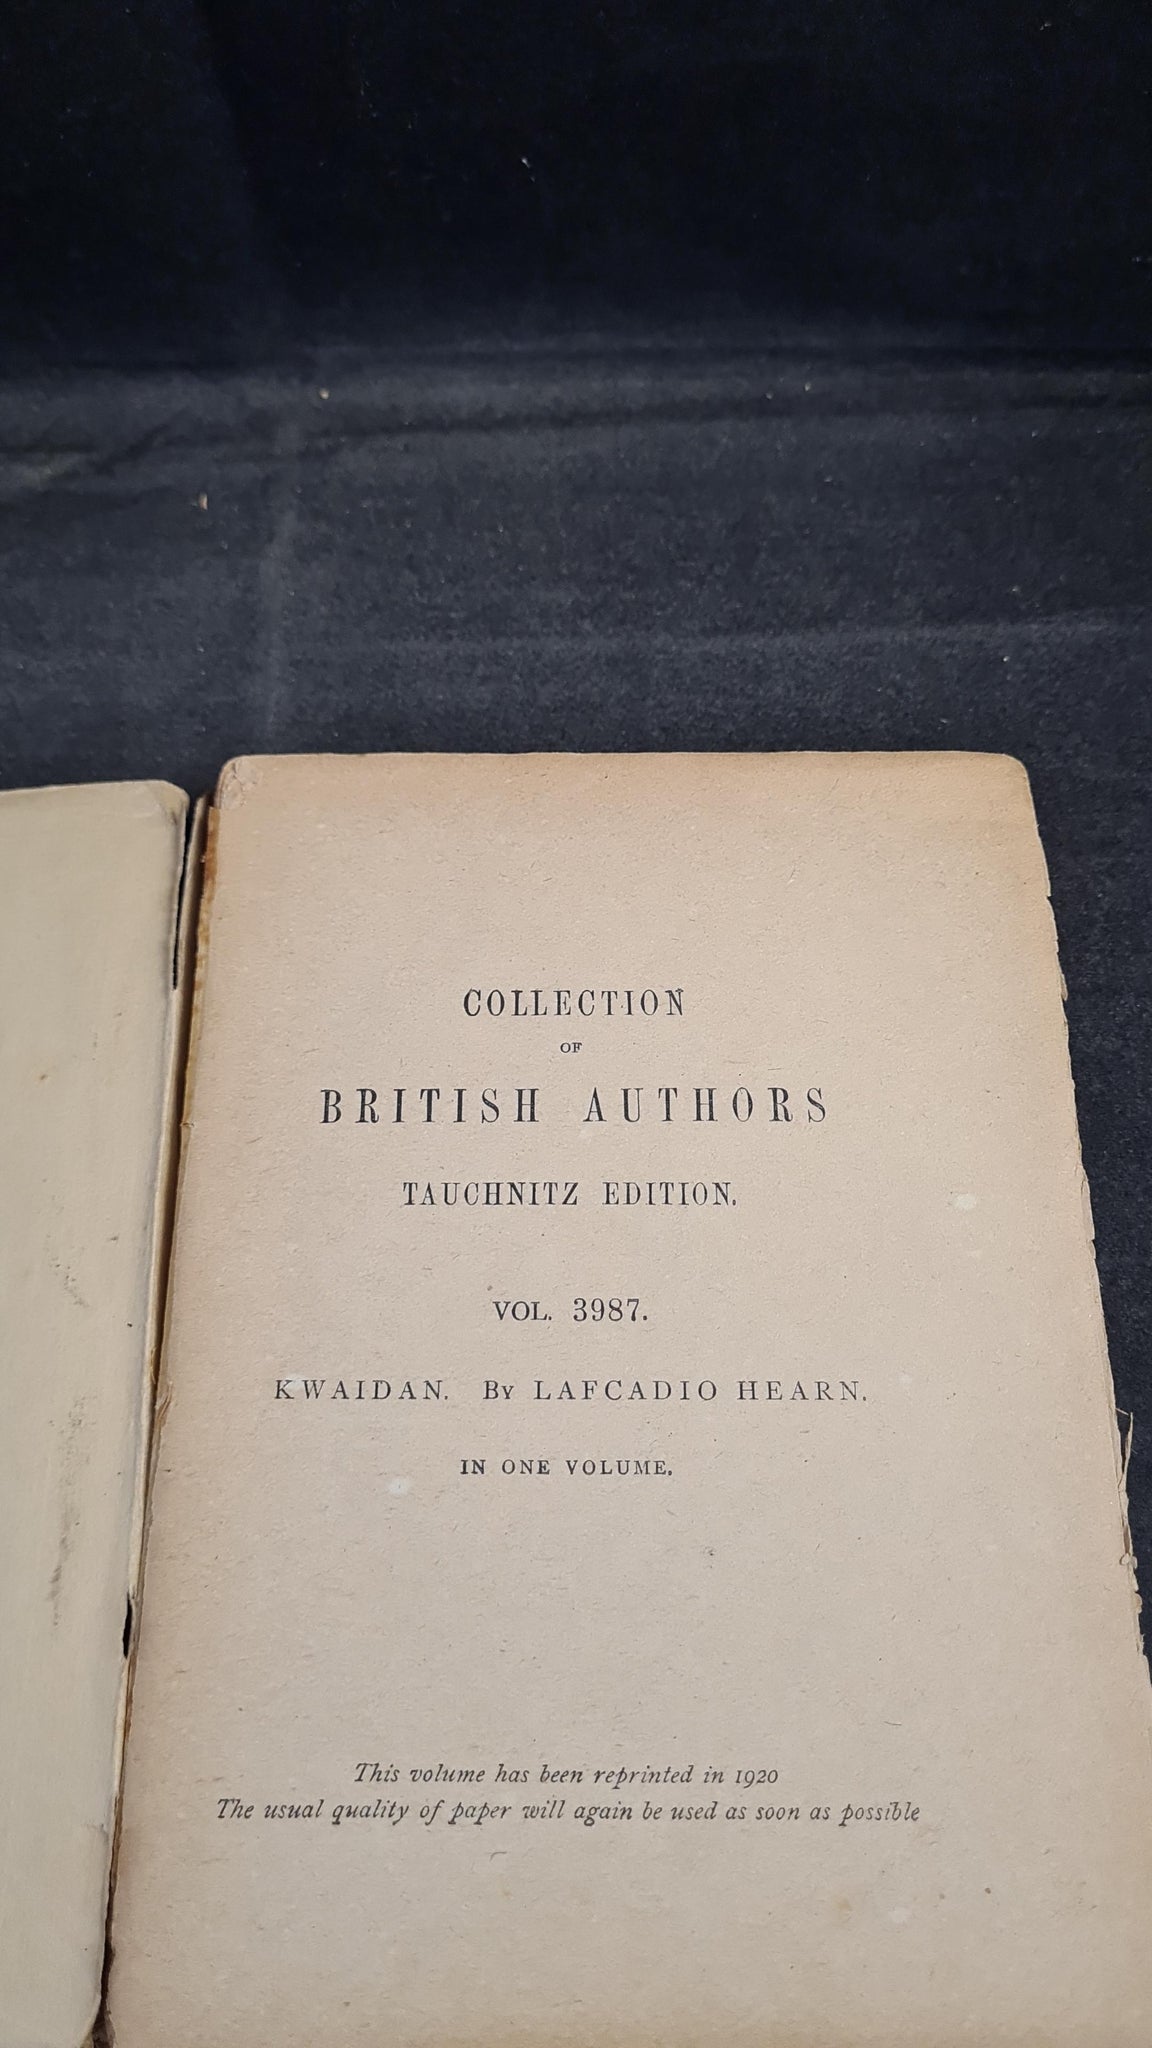 COLLECTION
OF
BRITISH AUTHORS
TAUCHNITZ EDITION.
VOL. 3987.
KWAIDAN. By LAFCADIO HEARN.
IN ONE VOLUME.
This volume has been reprinted in 1920
The usual quality of paper will again be used as soon as possible